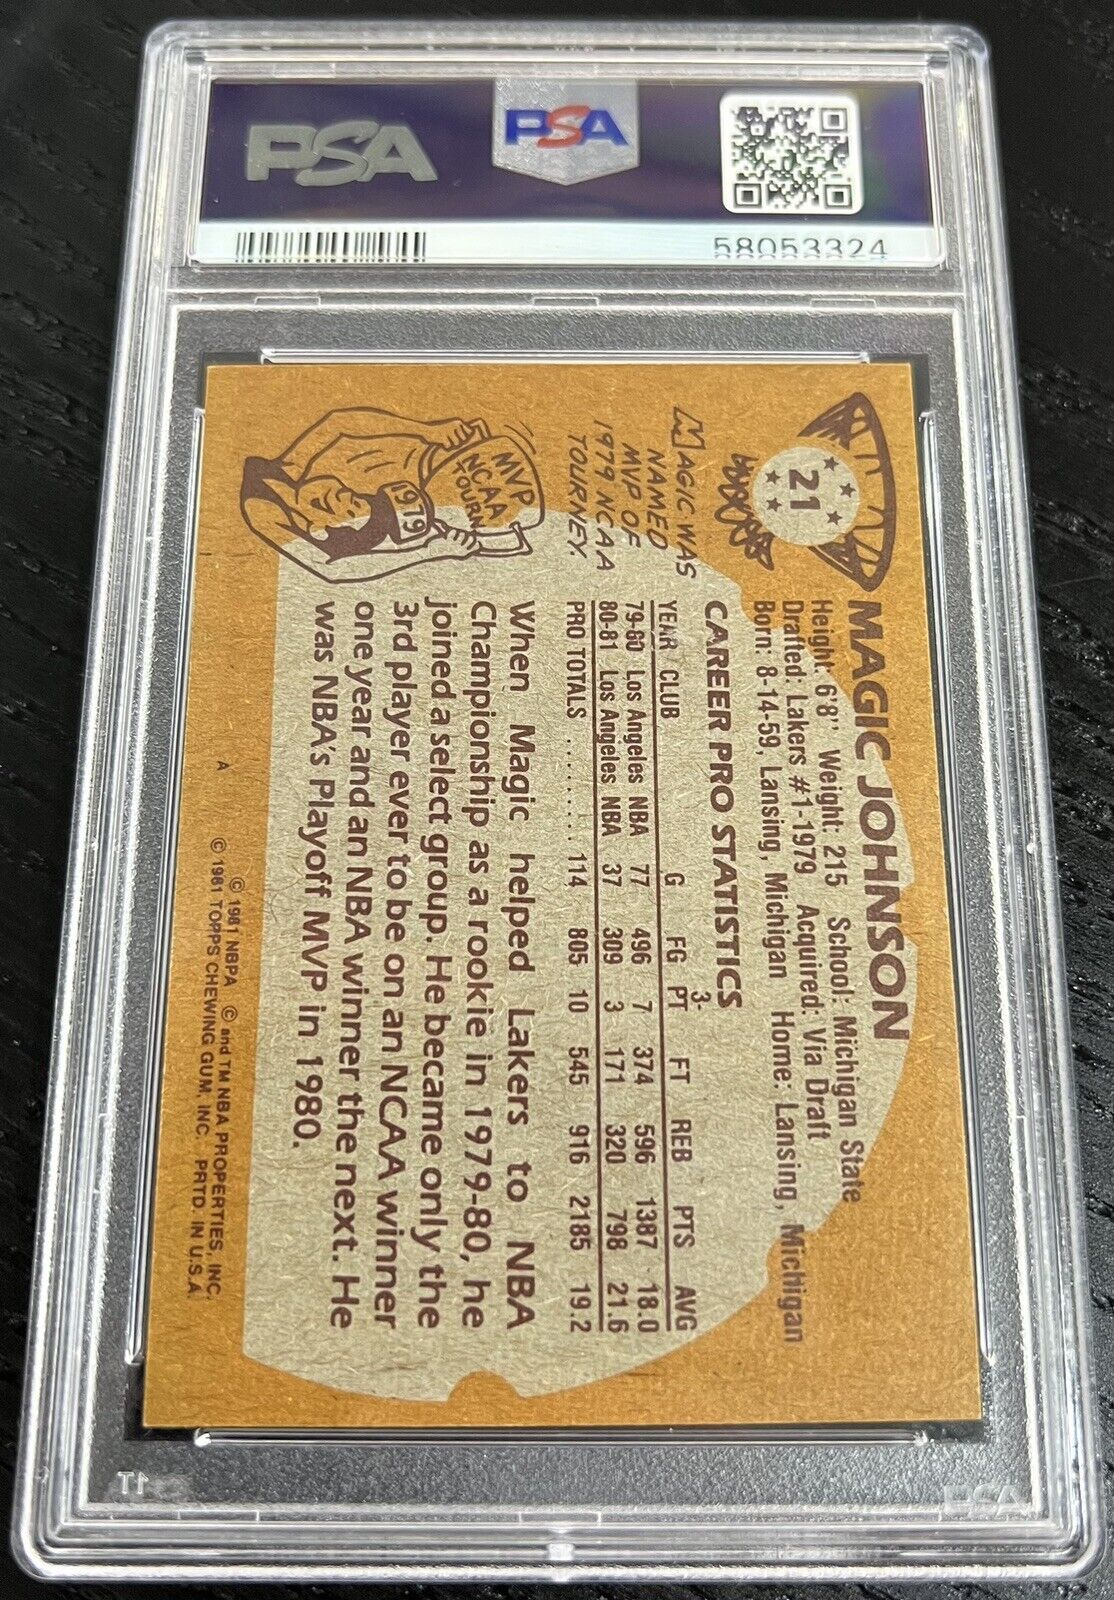 PSA
PSA
58053324
21
MAGIC JOHNSON
Height: 6'8" Weight: 215 School: Michigan State
Drafted: Lakers #1-1979 Acquired: Via Draft
Born: 8-14-59, Lansing, Michigan Home: Lansing, Michigan
CAREER PRO STATISTICS
3-
YEAR CLUB G FG PT FT REB PTS AVG
79-80 Los Angeles NBA 77 496 7 374 596 1387 18.0
80-81 Los Angeles NBA 37 309 3 171 320 798 21.6
PRO TOTALS ......... 114 805 10 545 916 2185 19.2
MAGIC WAS
NAMED
MVP OF
1979 NCAA
TOURNEY.
MVP
NCAA
TOURN
1979
When Magic helped Lakers to NBA
Championship as a rookie in 1979-80, he
joined a select group. He became only the
3rd player ever to be on an NCAA winner
one year and an NBA winner the next. He
was NBA's Playoff MVP in 1980.
A © 1981 NBPA © and TM NBA PROPERTIES, INC.
© 1981 TOPPS CHEWING GUM, INC. PRTD. IN U.S.A.